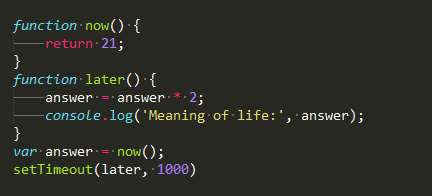 function now() {
    return 21;
}
function later() {
    answer = answer * 2;
    console.log('Meaning of life:', answer);
}
var answer = now();
setTimeout(later, 1000)